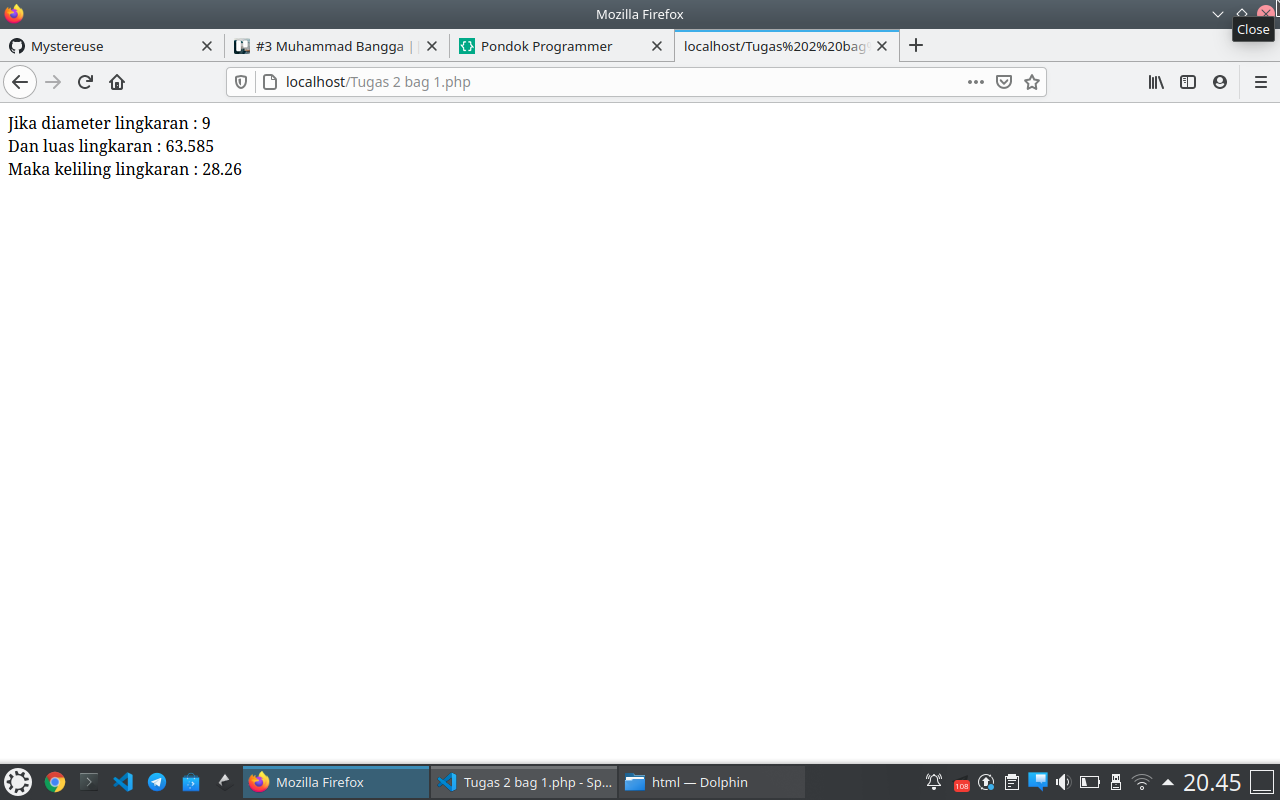 Mozilla Firefox
Close
Mystereuse
#3 Muhammad Bangga |
Pondok Programmer
localhost/Tugas%202%20bag%
localhost/Tugas 2 bag 1.php
Jika diameter lingkaran : 9
Dan luas lingkaran : 63.585
Maka keliling lingkaran : 28.26
Mozilla Firefox
Tugas 2 bag 1.php - Sp...
html — Dolphin
108
20.45